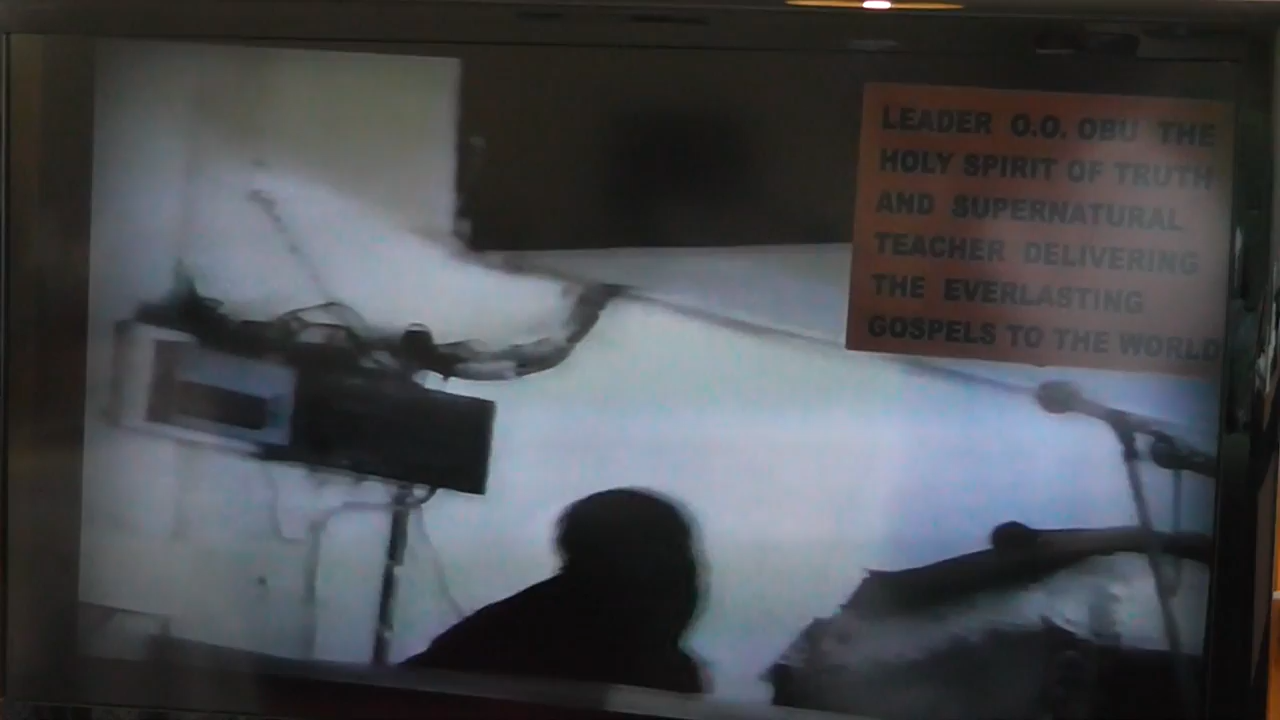 LEADER O.O. OBU THE
HOLY SPIRIT OF TRUTH
AND SUPERNATURAL
TEACHER DELIVERING
THE EVERLASTING
GOSPELS TO THE WORLD